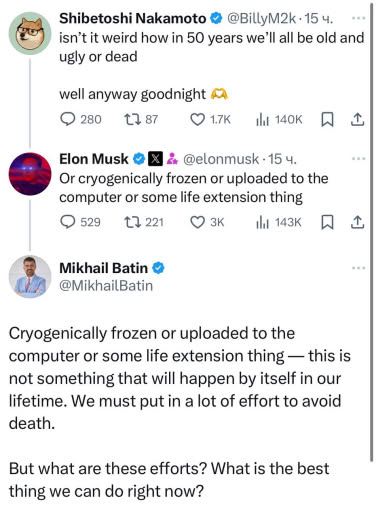 Shibetoshi Nakamoto @BillyM2k · 15 ч.
isn't it weird how in 50 years we'll all be old and
ugly or dead
well anyway goodnight 🫶
280 87 1.7K 140K
Elon Musk X @elonmusk · 15 ч.
Or cryogenically frozen or uploaded to the
computer or some life extension thing
529 221 3K 143K
Mikhail Batin
@MikhailBatin
Cryogenically frozen or uploaded to the
computer or some life extension thing — this is
not something that will happen by itself in our
lifetime. We must put in a lot of effort to avoid
death.
But what are these efforts? What is the best
thing we can do right now?